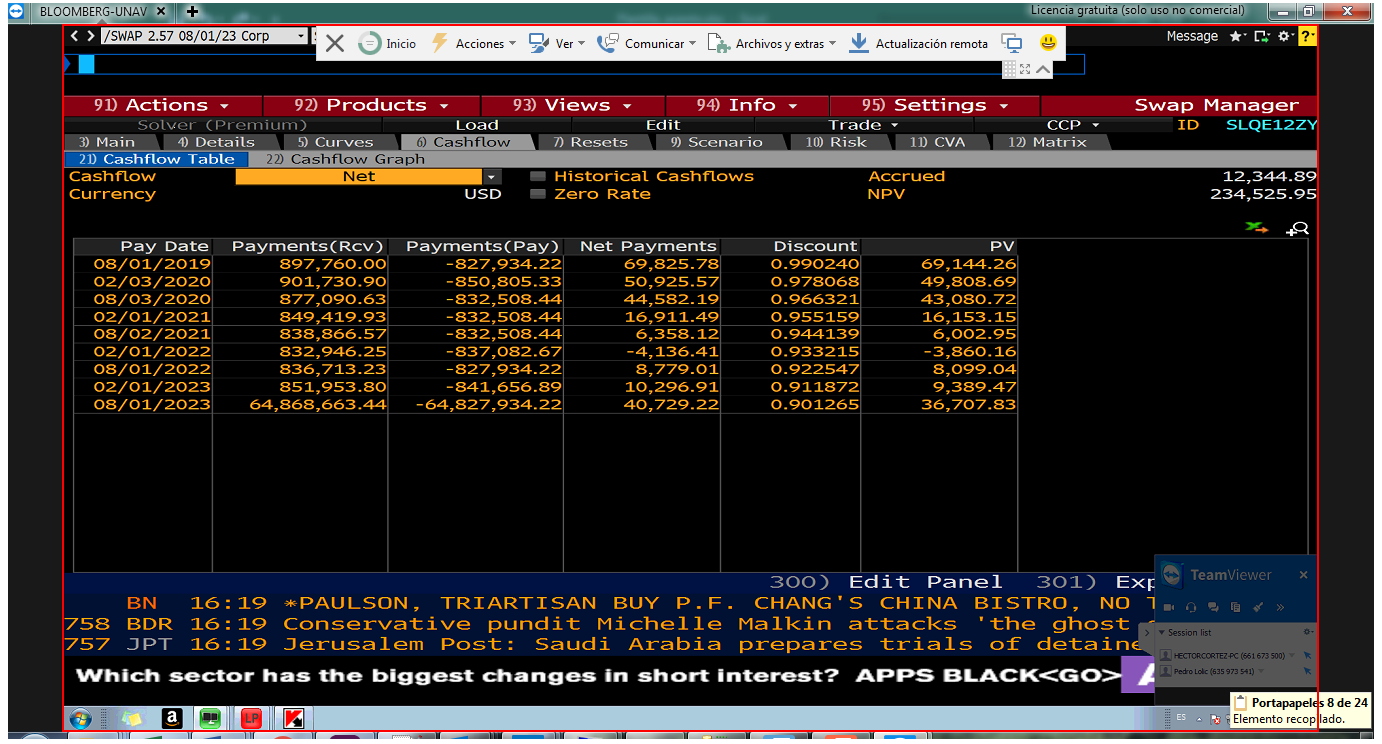 BLOOMBERG-UNAV
Licencia gratuita (solo uso no comercial)
/SWAP 2.57 08/01/23 Corp
Inicio Acciones Ver Comunicar Archivos y extras Actualización remota
Message
91) Actions 92) Products 93) Views 94) Info 95) Settings Swap Manager
Solver (Premium) Load Edit Trade CCP ID SLQE12ZY
3) Main 4) Details 5) Curves 6) Cashflow 7) Resets 9) Scenario 10) Risk 11) CVA 12) Matrix
21) Cashflow Table 22) Cashflow Graph
Cashflow Net Historical Cashflows Accrued 12,344.89
Currency USD Zero Rate NPV 234,525.95
Pay Date Payments(Rcv) Payments(Pay) Net Payments Discount PV
08/01/2019 897,760.00 -827,934.22 69,825.78 0.990240 69,144.26
02/03/2020 901,730.90 -850,805.33 50,925.57 0.978068 49,808.69
08/03/2020 877,090.63 -832,508.44 44,582.19 0.966321 43,080.72
02/01/2021 849,419.93 -832,508.44 16,911.49 0.955159 16,153.15
08/02/2021 838,866.57 -832,508.44 6,358.12 0.944139 6,002.95
02/01/2022 832,946.25 -837,082.67 -4,136.41 0.933215 -3,860.16
08/01/2022 836,713.23 -827,934.22 8,779.01 0.922547 8,099.04
02/01/2023 851,953.80 -841,656.89 10,296.91 0.911872 9,389.47
08/01/2023 64,868,663.44 -64,827,934.22 40,729.22 0.901265 36,707.83
300) Edit Panel 301) Exp
TeamViewer
BN 16:19 *PAULSON, TRIARTISAN BUY P.F. CHANG'S CHINA BISTRO, NO T
758 BDR 16:19 Conservative pundit Michelle Malkin attacks 'the ghost
757 JPT 16:19 Jerusalem Post: Saudi Arabia prepares trials of detaine
Session list
HECTORCORTEZ-PC (661 673 500)
Pedro Lolic (635 973 541)
Which sector has the biggest changes in short interest? APPS BLACK<GO>
Portapapeles 8 de 24
Elemento recopilado.
ES